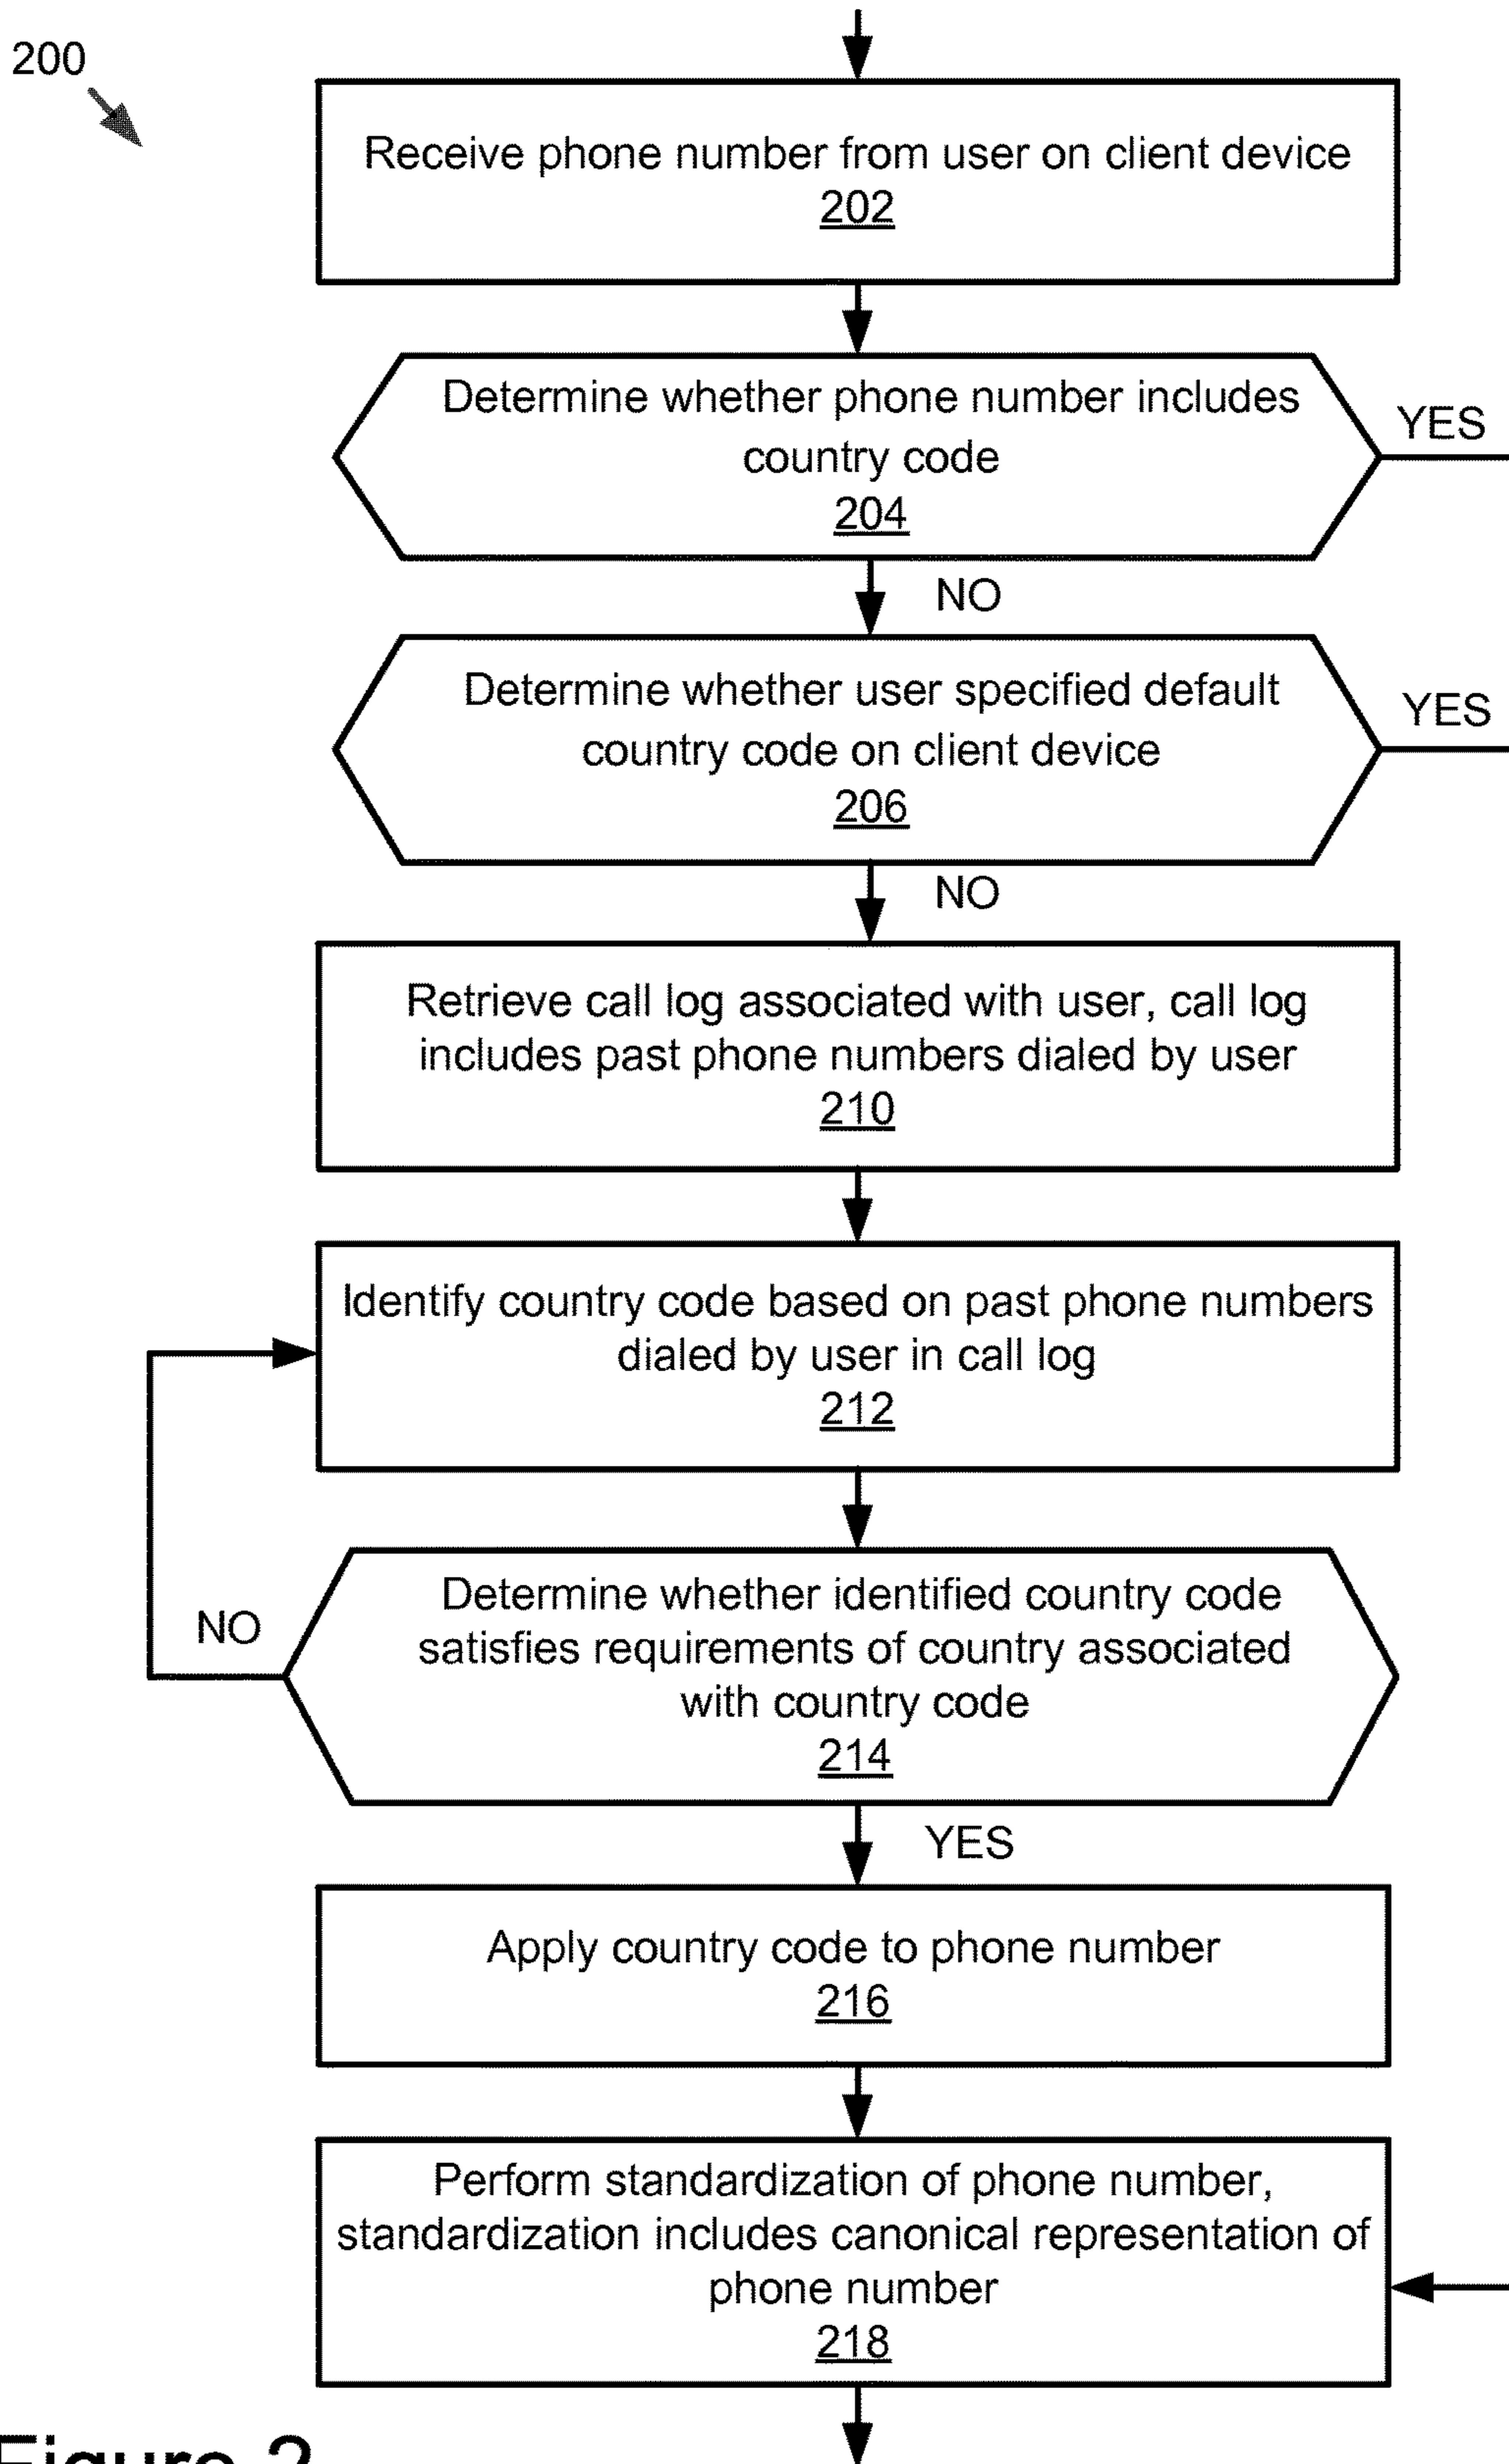 200
Receive phone number from user on client device
202
Determine whether phone number includes
country code
204
YES
NO
Determine whether user specified default
country code on client device
206
YES
NO
Retrieve call log associated with user, call log
includes past phone numbers dialed by user
210
Identify country code based on past phone numbers
dialed by user in call log
212
Determine whether identified country code
satisfies requirements of country associated
with country code
214
NO
YES
Apply country code to phone number
216
Perform standardization of phone number,
standardization includes canonical representation of
phone number
218
Figure 2